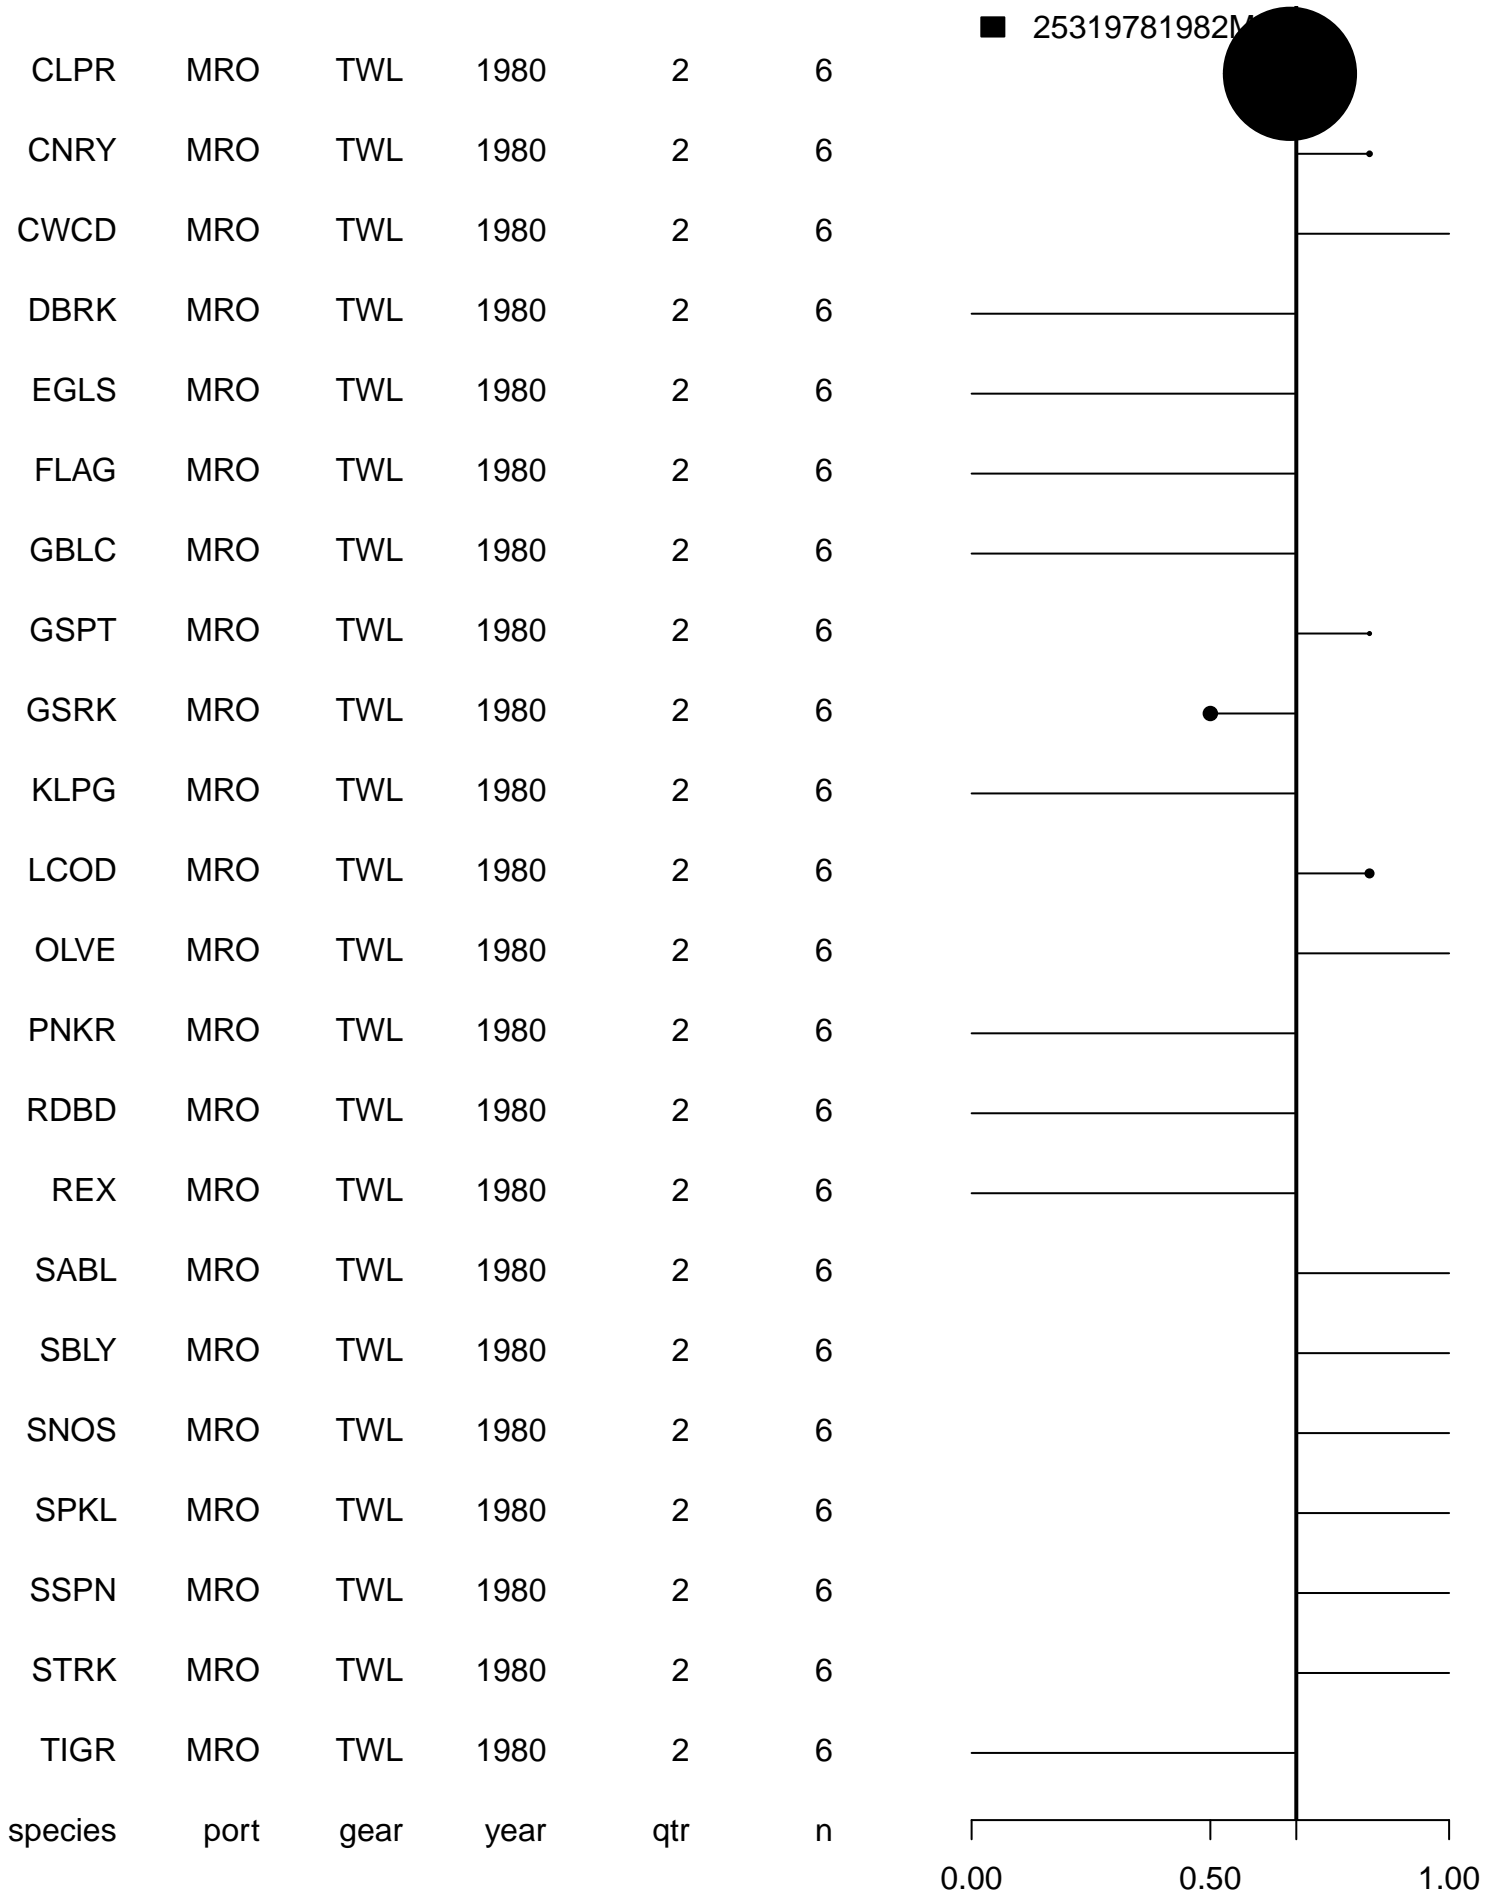 25319781982M
CLPR MRO TWL 1980 2 6
CNRY MRO TWL 1980 2 6
CWCD MRO TWL 1980 2 6
DBRK MRO TWL 1980 2 6
EGLS MRO TWL 1980 2 6
FLAG MRO TWL 1980 2 6
GBLC MRO TWL 1980 2 6
GSPT MRO TWL 1980 2 6
GSRK MRO TWL 1980 2 6
KLPG MRO TWL 1980 2 6
LCOD MRO TWL 1980 2 6
OLVE MRO TWL 1980 2 6
PNKR MRO TWL 1980 2 6
RDBD MRO TWL 1980 2 6
REX MRO TWL 1980 2 6
SABL MRO TWL 1980 2 6
SBLY MRO TWL 1980 2 6
SNOS MRO TWL 1980 2 6
SPKL MRO TWL 1980 2 6
SSPN MRO TWL 1980 2 6
STRK MRO TWL 1980 2 6
TIGR MRO TWL 1980 2 6
species port gear year qtr n
0.00 0.50 1.00